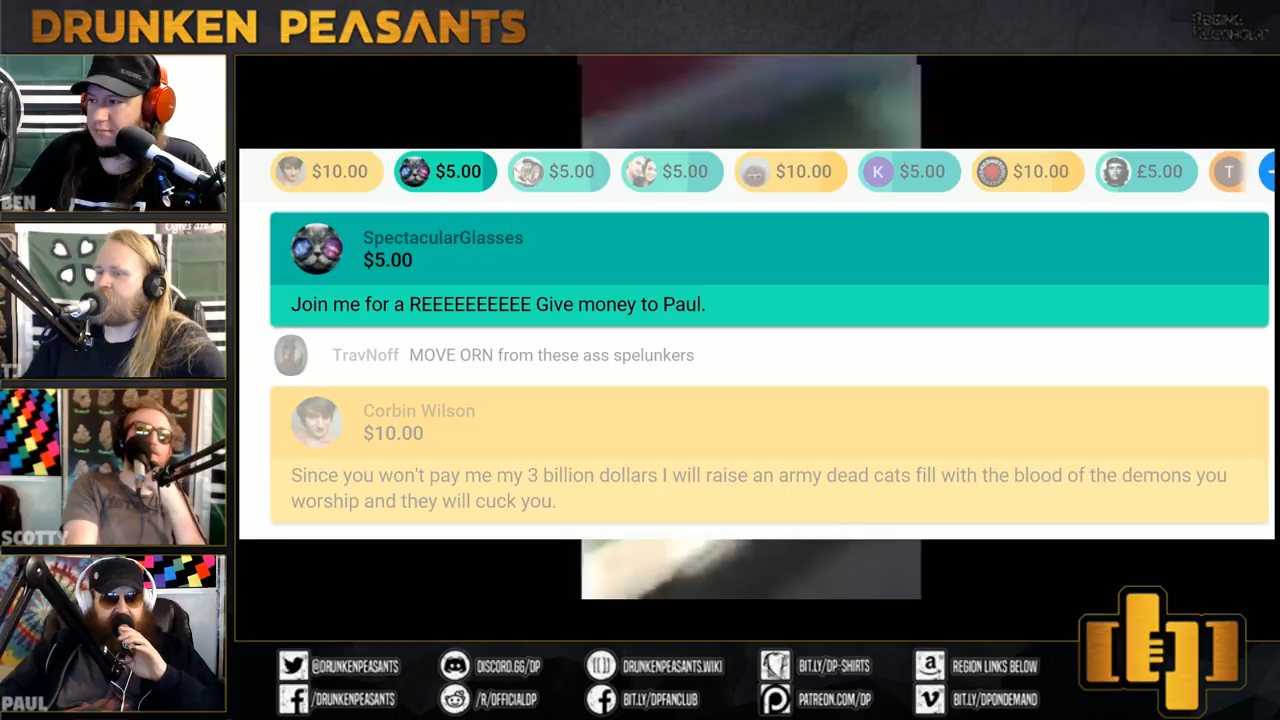 DRUNKEN PEASANTS
$10.00
$5.00
$5.00
$5.00
$10.00
K $5.00
$10.00
£5.00
T
SpectacularGlasses
$5.00
Join me for a REEEEEEEEEE Give money to Paul.
TravNoff MOVE ORN from these ass spelunkers
Corbin Wilson
$10.00
Since you won't pay me my 3 billion dollars I will raise an army dead cats fill with the blood of the demons you
worship and they will cuck you.
BEN
TJ
SCOTTY
PAUL
@DRUNKENPEASANTS
DISCORD.GG/DP
DRUNKENPEASANTS.WIKI
BIT.LY/DP-SHIRTS
REGION LINKS BELOW
/DRUNKENPEASANTS
/R/OFFICIALDP
BIT.LY/DPFANCLUB
PATREON.COM/DP
BIT.LY/DPONDEMAND